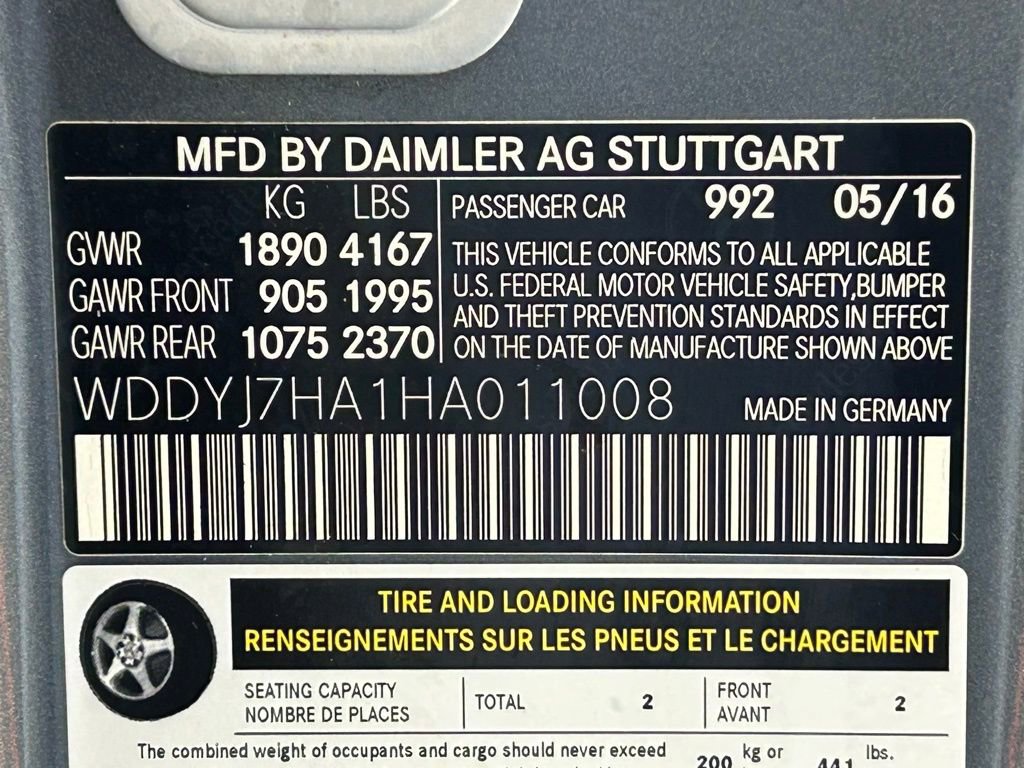 MFD BY DAIMLER AG STUTTGART
KG LBS
GVWR 1890 4167
GAWR FRONT 905 1995
GAWR REAR 1075 2370
PASSENGER CAR 992 05/16
THIS VEHICLE CONFORMS TO ALL APPLICABLE
U.S. FEDERAL MOTOR VEHICLE SAFETY,BUMPER
AND THEFT PREVENTION STANDARDS IN EFFECT
ON THE DATE OF MANUFACTURE SHOWN ABOVE
WDDYJ7HA1HA011008
MADE IN GERMANY
TIRE AND LOADING INFORMATION
RENSEIGNEMENTS SUR LES PNEUS ET LE CHARGEMENT
SEATING CAPACITY
NOMBRE DE PLACES
TOTAL 2
FRONT
AVANT
2
The combined weight of occupants and cargo should never exceed
200 kg or 441 lbs.